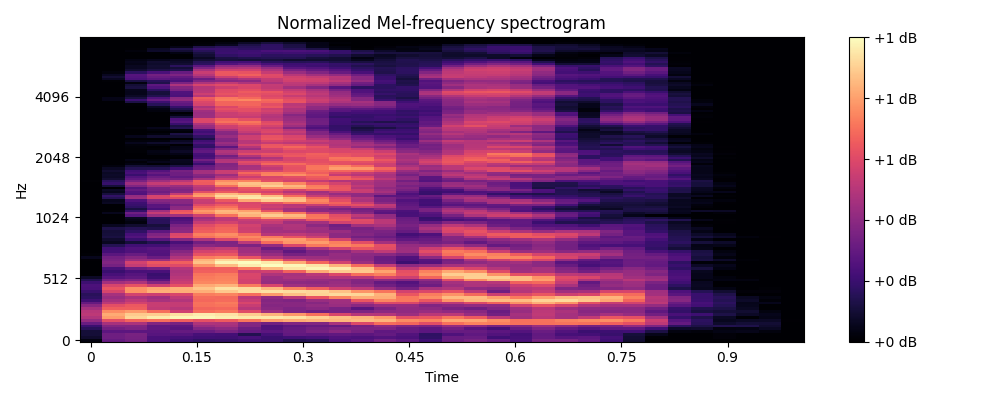 Normalized Mel-frequency spectrogram
Hz
4096
2048
1024
512
0
0 0.15 0.3 0.45 0.6 0.75 0.9
Time
+1 dB
+1 dB
+1 dB
+0 dB
+0 dB
+0 dB